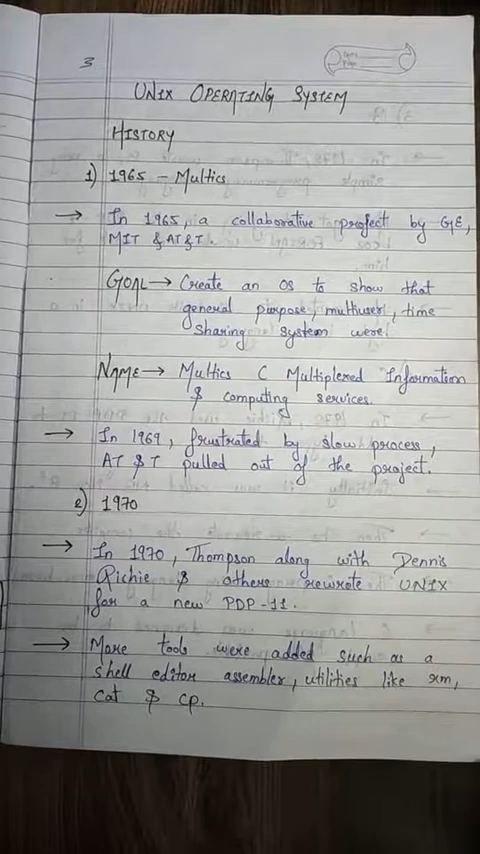 3
UNIX OPERATING SYSTEM
HISTORY
1) 1965 - Multics
→ In 1965, a collaborative project by GE,
MIT & AT&T.
GOAL → Create an OS to show that
general purpose, multiuser, time
sharing system were
NAME → Multics ( Multiplexed Information
& computing services.
→ In 1969, frustrated by slow process,
AT & T pulled out of the project.
2) 1970
→ In 1970, Thompson along with Dennis
Richie & others rewrote UNIX
for a new PDP-11.
→ More tools were added such as a
shell editor assembler, utilities like rm,
cat & cp.